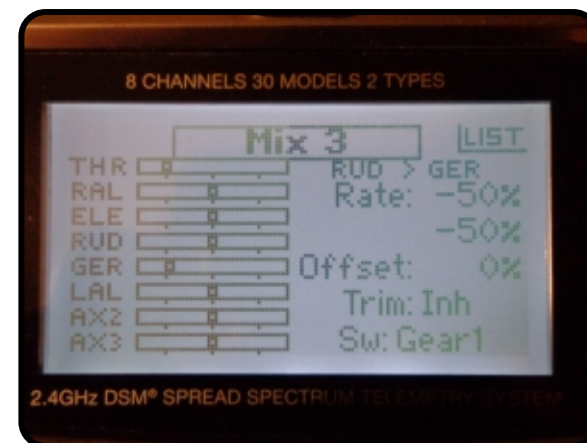 8 CHANNELS 30 MODELS 2 TYPES
Mix 3
LIST
THR
RUD > GER
RAL
Rate: -50%
ELE
-50%
RUD
GER
Offset: 0%
LAL
Trim: Inh
AX2
AX3
Sw: Gear1
2.4GHz DSM® SPREAD SPECTRUM TELEMETRY SYSTEM